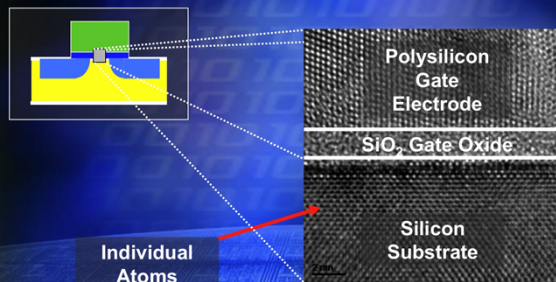 Polysilicon
Gate
Electrode
SiO₂ Gate Oxide
Silicon
Substrate
Individual
Atoms